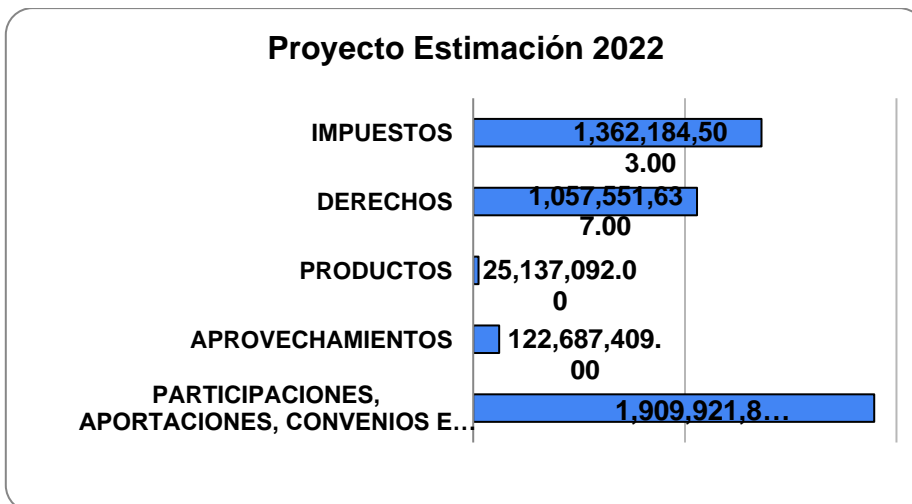 Proyecto Estimación 2022
IMPUESTOS
1,362,184,50
3.00
DERECHOS
1,057,551,63
7.00
PRODUCTOS
25,137,092.0
0
APROVECHAMIENTOS
122,687,409.
00
PARTICIPACIONES,
APORTACIONES, CONVENIOS E…
1,909,921,8…